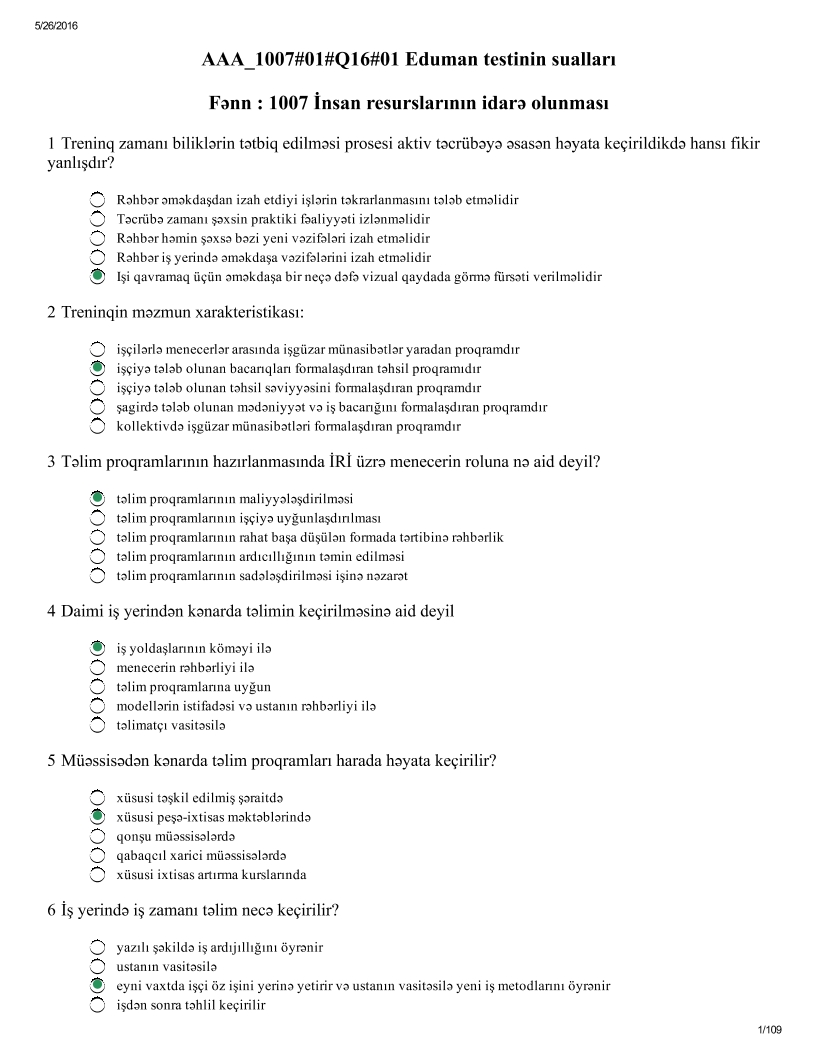 5/26/2016
AAA_1007#01#Q16#01 Eduman testinin sualları
Fənn : 1007 İnsan resurslarının idarə olunması
1 Treninq zamanı biliklərin tətbiq edilməsi prosesi aktiv təcrübəyə əsasən həyata keçirildikdə hansı fikir
yanlışdır?
Rəhbər əməkdaşdan izah etdiyi işlərin təkrarlanmasını tələb etməlidir
Təcrübə zamanı şəxsin praktiki fəaliyyəti izlənməlidir
Rəhbər həmin şəxsə bəzi yeni vəzifələri izah etməlidir
Rəhbər iş yerində əməkdaşa vəzifələrini izah etməlidir
Işi qavramaq üçün əməkdaşa bir neçə dəfə vizual qaydada görmə fürsəti verilməlidir
2 Treninqin məzmun xarakteristikası:
işçilərlə menecerlər arasında işgüzar münasibətlər yaradan proqramdır
işçiyə tələb olunan bacarıqları formalaşdıran təhsil proqramıdır
işçiyə tələb olunan təhsil səviyyəsini formalaşdıran proqramdır
şagirdə tələb olunan mədəniyyət və iş bacarığını formalaşdıran proqramdır
kollektivdə işgüzar münasibətləri formalaşdıran proqramdır
3 Təlim proqramlarının hazırlanmasında İRİ üzrə menecerin roluna nə aid deyil?
təlim proqramlarının maliyyələşdirilməsi
təlim proqramlarının işçiyə uyğunlaşdırılması
təlim proqramlarının rahat başa düşülən formada tərtibinə rəhbərlik
təlim proqramlarının ardıcıllığının təmin edilməsi
təlim proqramlarının sadələşdirilməsi işinə nəzarət
4 Daimi iş yerindən kənarda təlimin keçirilməsinə aid deyil
iş yoldaşlarının köməyi ilə
menecerin rəhbərliyi ilə
təlim proqramlarına uyğun
modellərin istifadəsi və ustanın rəhbərliyi ilə
təlimatçı vasitəsilə
5 Müəssisədən kənarda təlim proqramları harada həyata keçirilir?
xüsusi təşkil edilmiş şəraitdə
xüsusi peşə-ixtisas məktəblərində
qonşu müəssisələrdə
qabaqcıl xarici müəssisələrdə
xüsusi ixtisas artırma kurslarında
6 İş yerində iş zamanı təlim necə keçirilir?
yazılı şəkildə iş ardıjıllığını öyrənir
ustanın vasitəsilə
eyni vaxtda işçi öz işini yerinə yetirir və ustanın vasitəsilə yeni iş metodlarını öyrənir
işdən sonra təhlil keçirilir
1/109